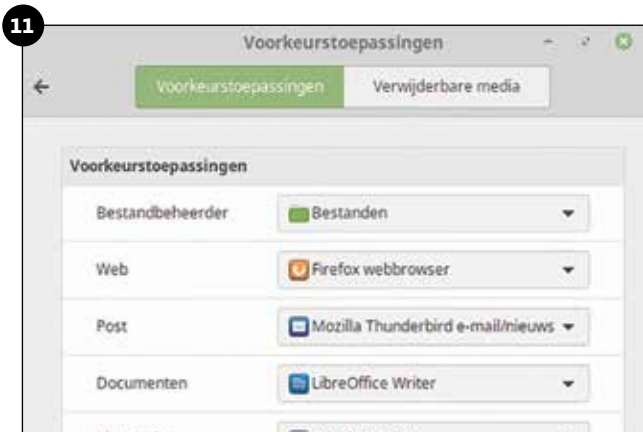 11
Voorkeurstoepassingen
Voorkeurstoepassingen Verwijderbare media
Voorkeurstoepassingen
Bestandbeheerder Bestanden
Web Firefox webbrowser
Post Mozilla Thunderbird e-mail/nieuws
Documenten LibreOffice Writer